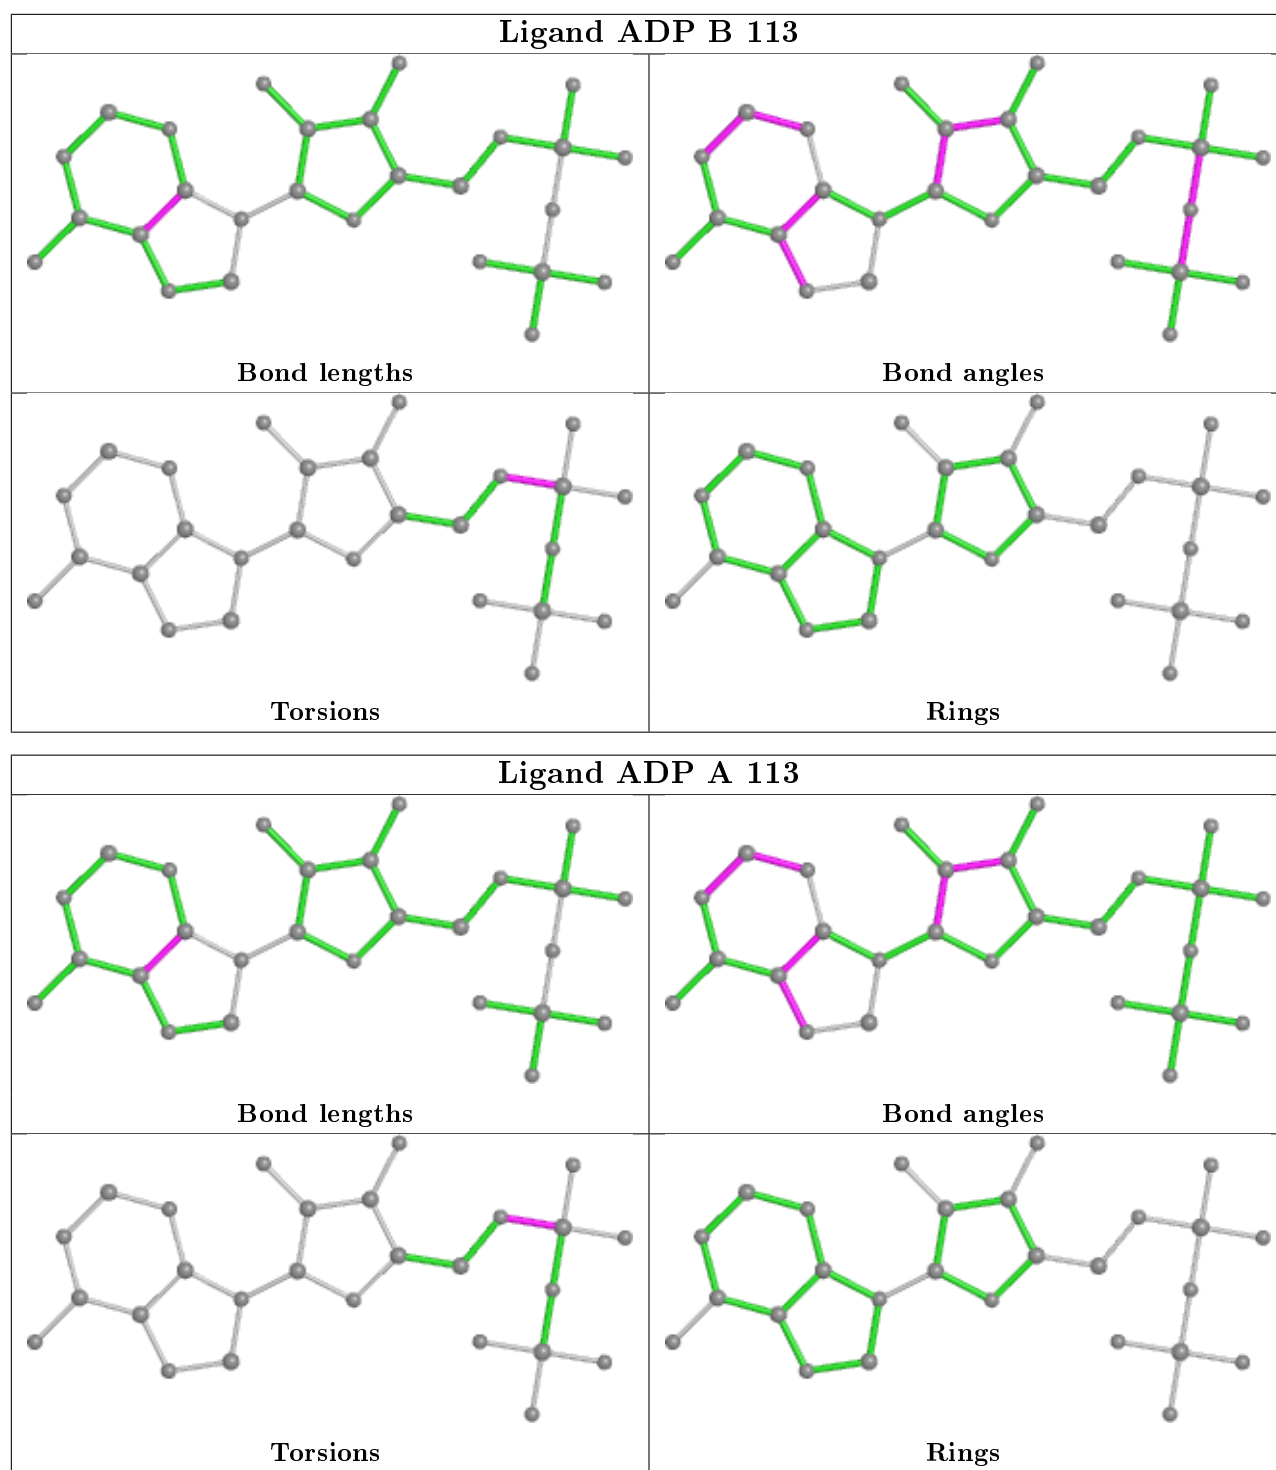 Ligand ADP B 113
Bond lengths
Bond angles
Torsions
Rings
Ligand ADP A 113
Bond lengths
Bond angles
Torsions
Rings